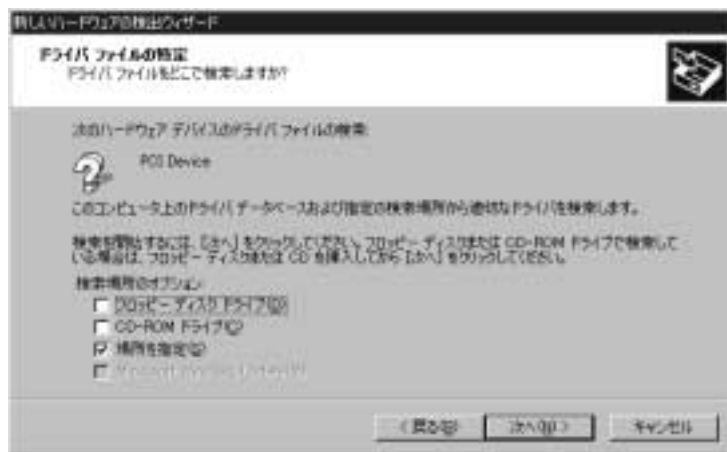 新しいハードウェアの検出ウィザード
ドライバ ファイルの特定
ドライバ ファイルをどこで検索しますか?
次のハードウェア デバイスのドライバ ファイルの検索:
PCI Device
このコンピュータ上のドライバ データベースおよび指定の検索場所から適切なドライバを検索します。
検索を開始するには、[次へ] をクリックしてください。フロッピー ディスクまたは CD-ROM ドライブで検索して
いる場合は、フロッピー ディスクまたは CD を挿入してから [次へ] をクリックしてください。
検索場所のオプション:
フロッピー ディスク ドライブ(D)
CD-ROM ドライブ(C)
場所を指定(S)
Microsoft Windows Update(M)
< 戻る(B)
次へ(N) >
キャンセル